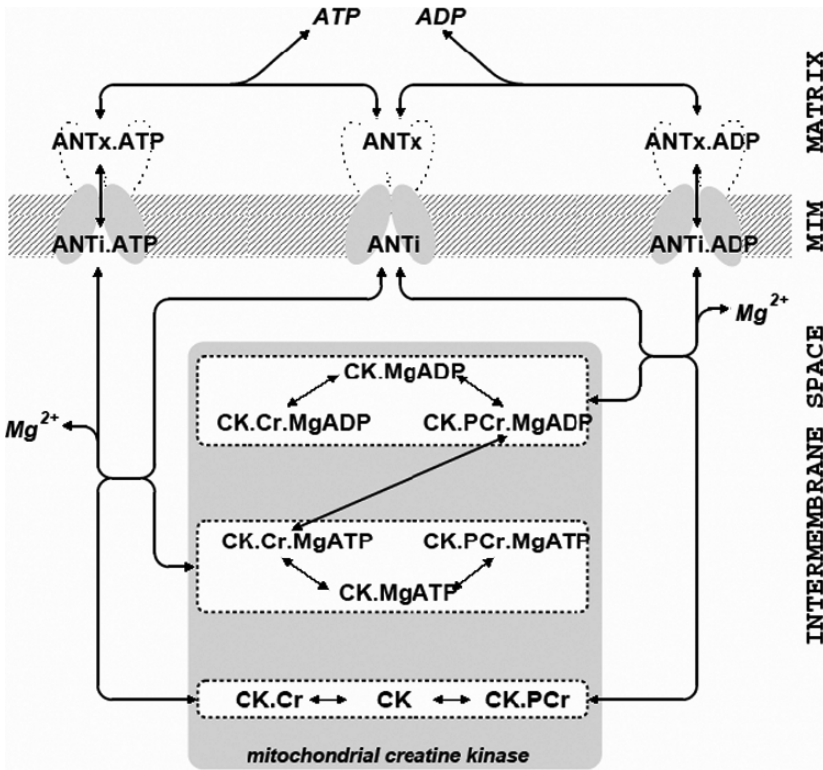 ATP ADP
ANTx.ATP ANTx ANTx.ADP
MATRIX
ANTi.ATP ANTi ANTi.ADP
MIM
Mg2+
CK.MgADP
CK.Cr.MgADP CK.PCr.MgADP
Mg2+
CK.Cr.MgATP CK.PCr.MgATP
CK.MgATP
INTERMEMBRANE SPACE
CK.Cr CK CK.PCr
mitochondrial creatine kinase